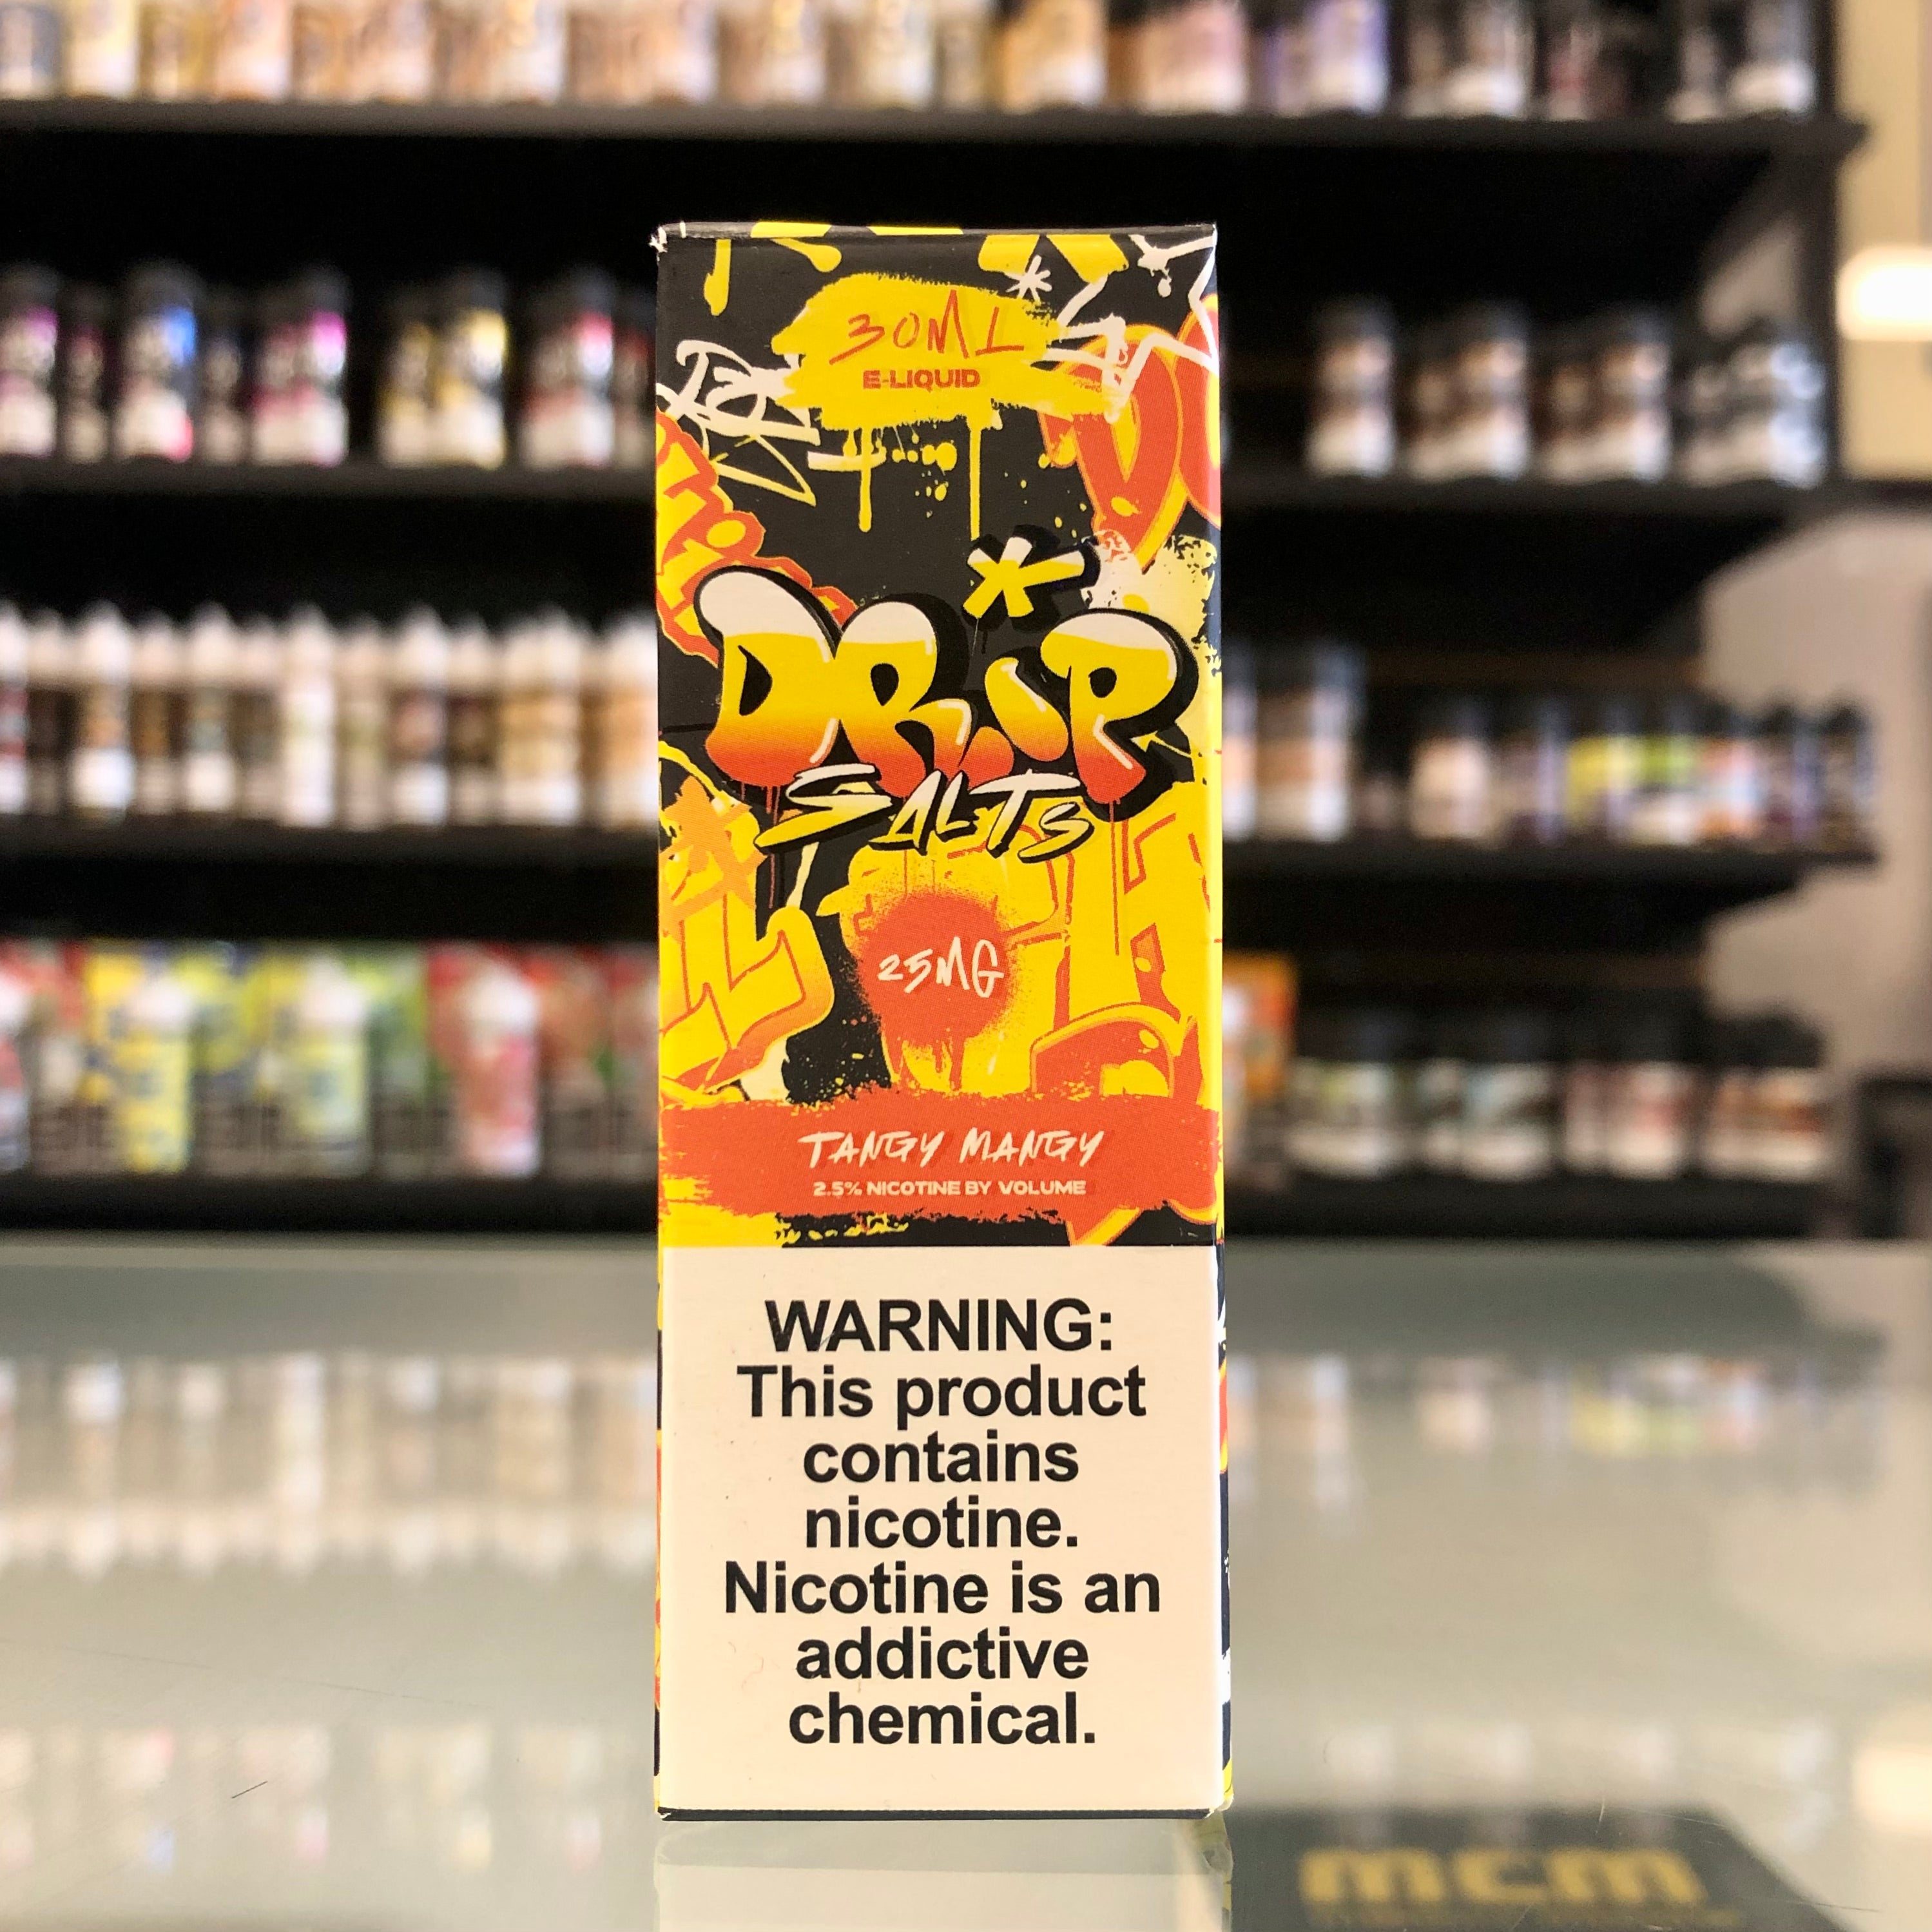 30ML
E-LIQUID
DRiP
SALTS
25MG
TANGY MANGY
2.5% NICOTINE BY VOLUME
WARNING:
This product
contains
nicotine.
Nicotine is an
addictive
chemical.
mcm